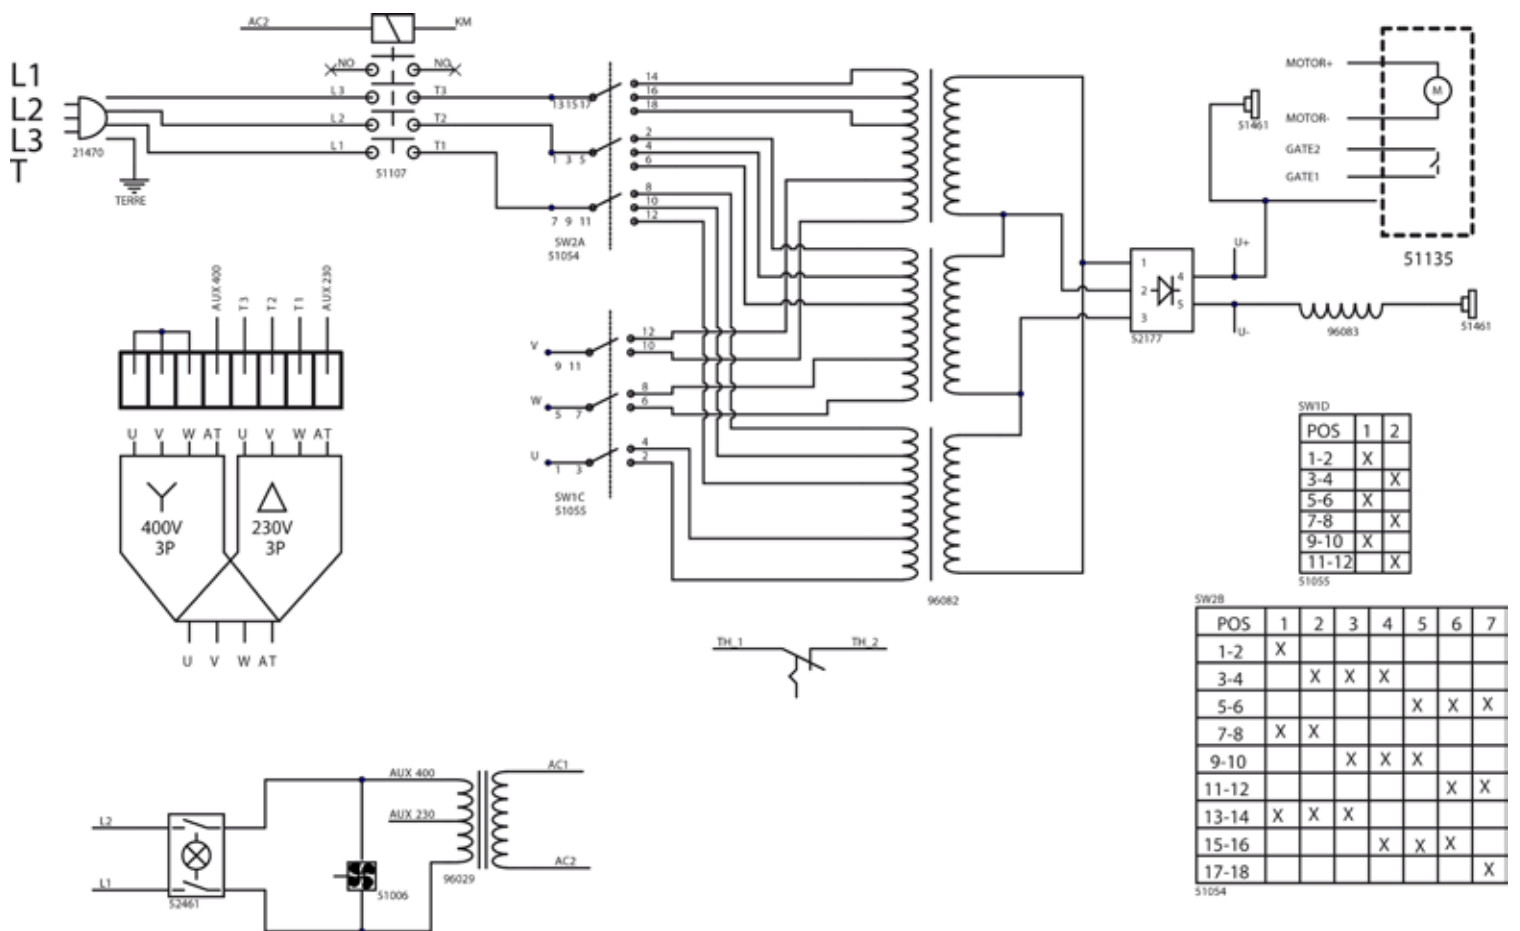 AC2 KM
NO NO
L1
L2
L3
T
21470
TERRE
L3 T3
L2 T2
L1 T1
51107
13 15 17
14
16
18
1 3 5
2
4
6
7 9 11
8
10
12
SW2A
51054
V
9 11
12
10
W
5 7
8
6
U
1 3
4
2
SW1C
51055
96082
1
2
3
4
5
52177
U+
U-
96083
51461
51461
MOTOR+
M
MOTOR-
GATE2
GATE1
51135
AUX400 T3 T2 T1 AUX230
U V W AT U V W AT
400V
3P
230V
3P
U V W AT
TH_1 TH_2
L2
L1
52461
51006
AUX 400
AUX 230
96029
AC1
AC2
SW1D
POS 1 2
1-2 X
3-4 X
5-6 X
7-8 X
9-10 X
11-12 X
51055
SW2B
POS 1 2 3 4 5 6 7
1-2 X
3-4 X X X
5-6 X X X
7-8 X X
9-10 X X X
11-12 X X
13-14 X X X
15-16 X X X
17-18 X
51054